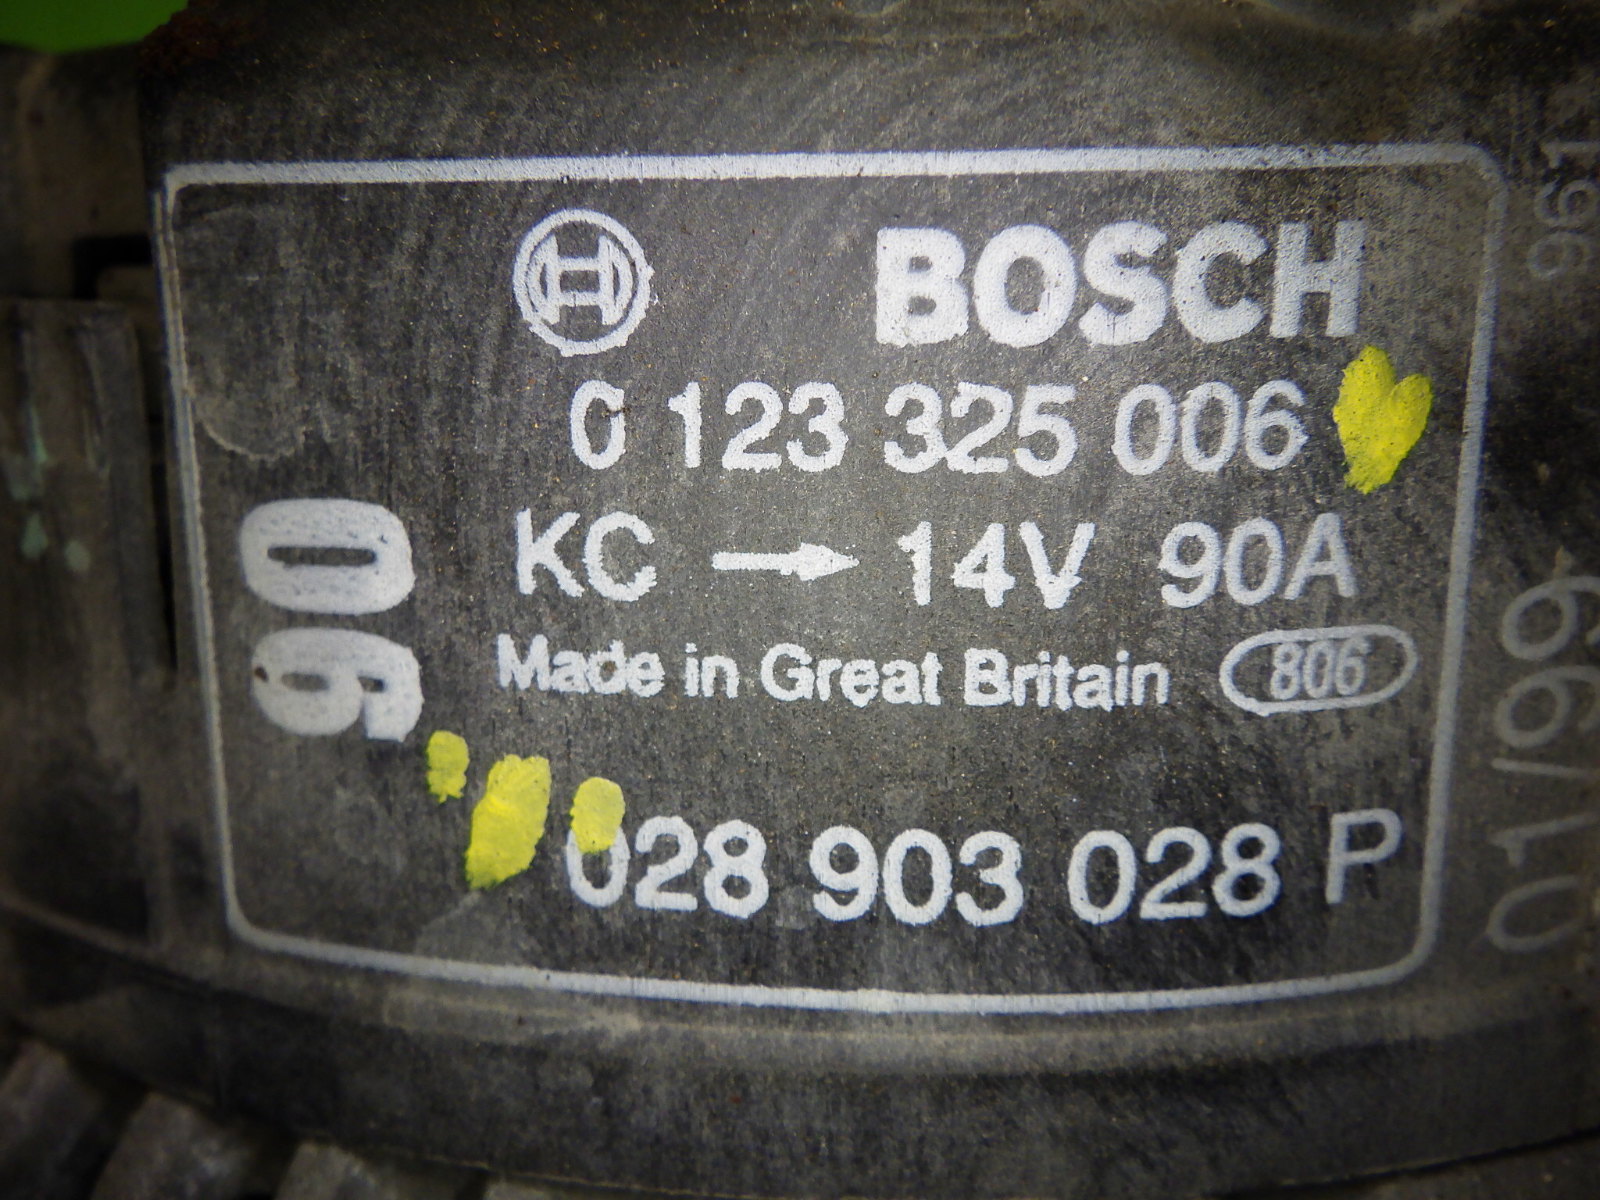 BOSCH
0 123 325 006
KC → 14V 90A
Made in Great Britain 806
90
028 903 028 P
01/99